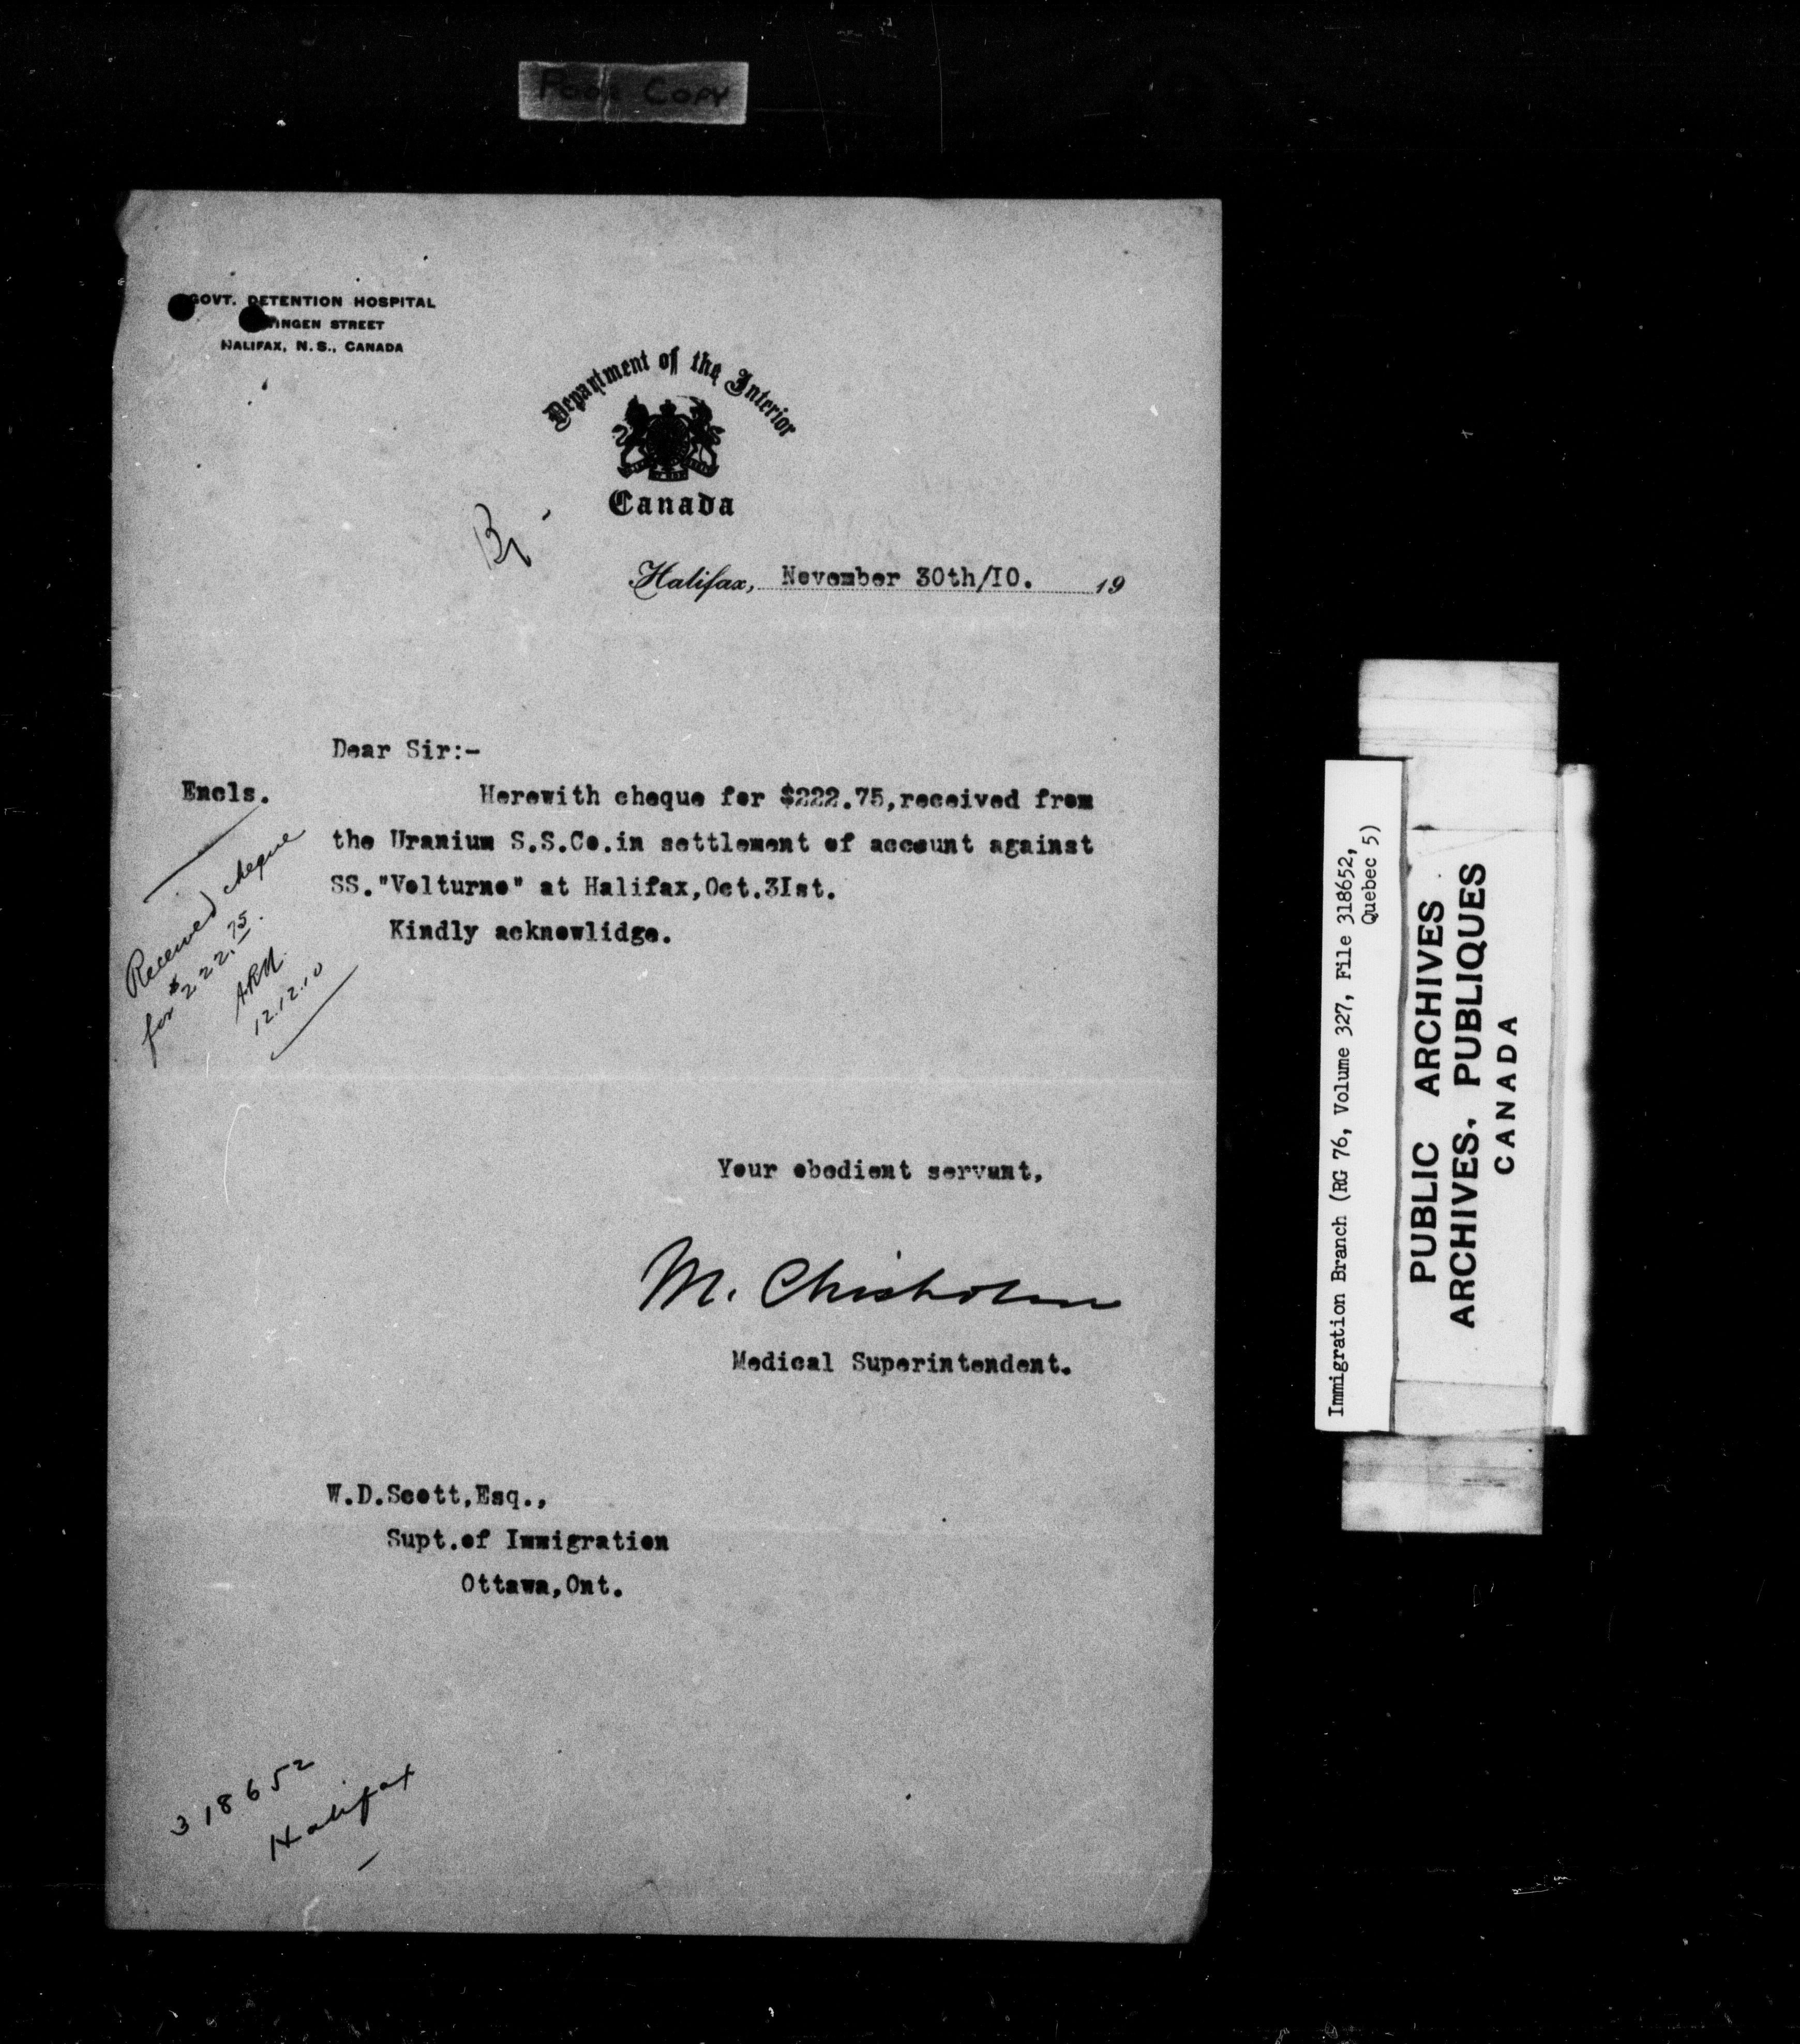 Poor Copy
GOVT. DETENTION HOSPITAL
STREET
HALIFAX, N. S., CANADA
Department of the Interior
Canada
Halifax, November 30th/I0. 19
Dear Sir:-
Encls.
Herewith cheque for $222.75,received from
the Uranium S.S.Co.in settlement of account against
SS."Volturno" at Halifax,Oct.3Ist.
Kindly acknowlidge.
Received cheque
for $222.75.
ARM.
12.12.10
Your obedient servant,
M. Chisholm
Medical Superintendent.
W.D.Scott,Esq.,
Supt.of Immigration
Ottawa,Ont.
318652
Halifax
Immigration Branch (RG 76, Volume 327, File 318652,
Quebec 5)
PUBLIC ARCHIVES
ARCHIVES. PUBLIQUES
CANADA